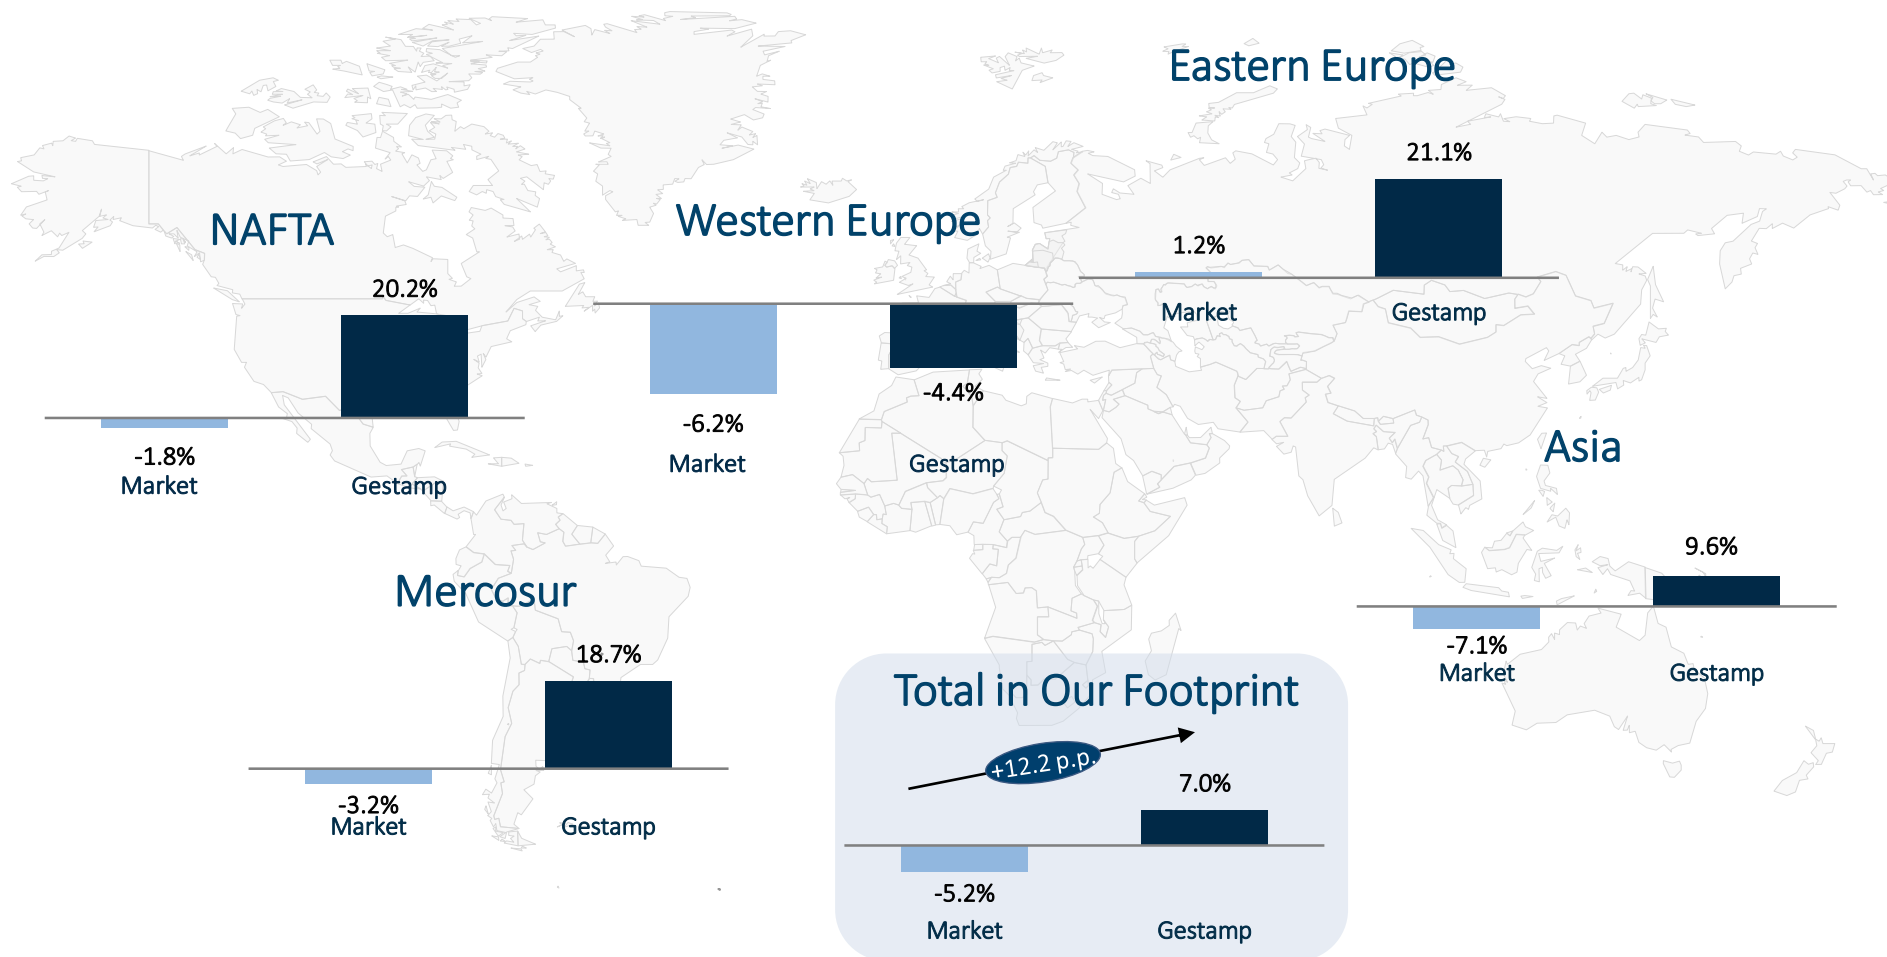 Eastern Europe
21.1%
1.2%
Market
Gestamp
NAFTA
20.2%
-1.8%
Market
Gestamp
Western Europe
-6.2%
-4.4%
Market
Gestamp
Asia
9.6%
-7.1%
Market
Gestamp
Mercosur
18.7%
-3.2%
Market
Gestamp
Total in Our Footprint
+12.2 p.p.
7.0%
-5.2%
Market
Gestamp